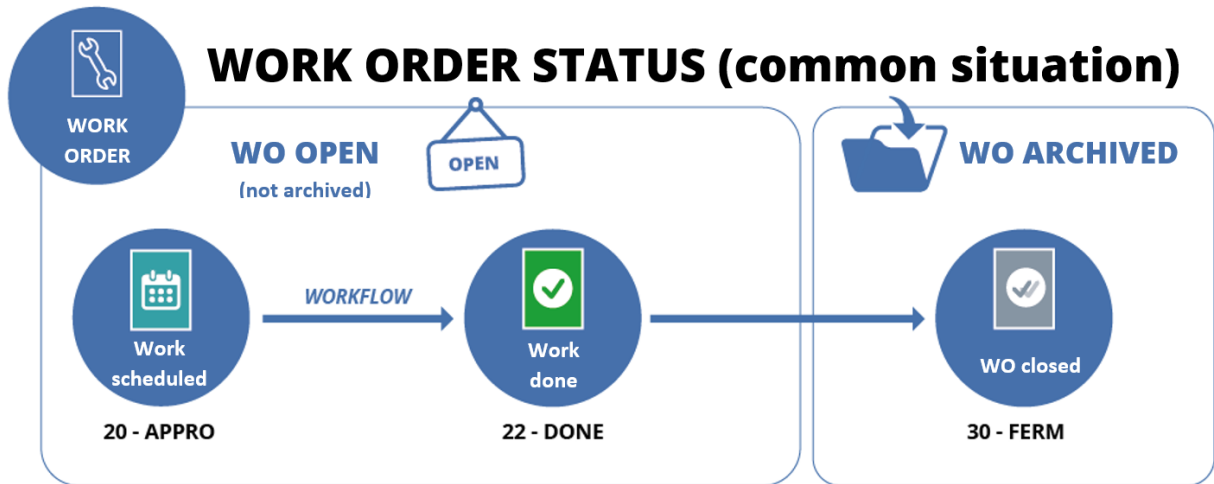 WORK ORDER STATUS (common situation)
WORK
ORDER
WO OPEN
(not archived)
OPEN
WO ARCHIVED
Work
scheduled
WORKFLOW
Work
done
WO closed
20 - APPRO
22 - DONE
30 - FERM